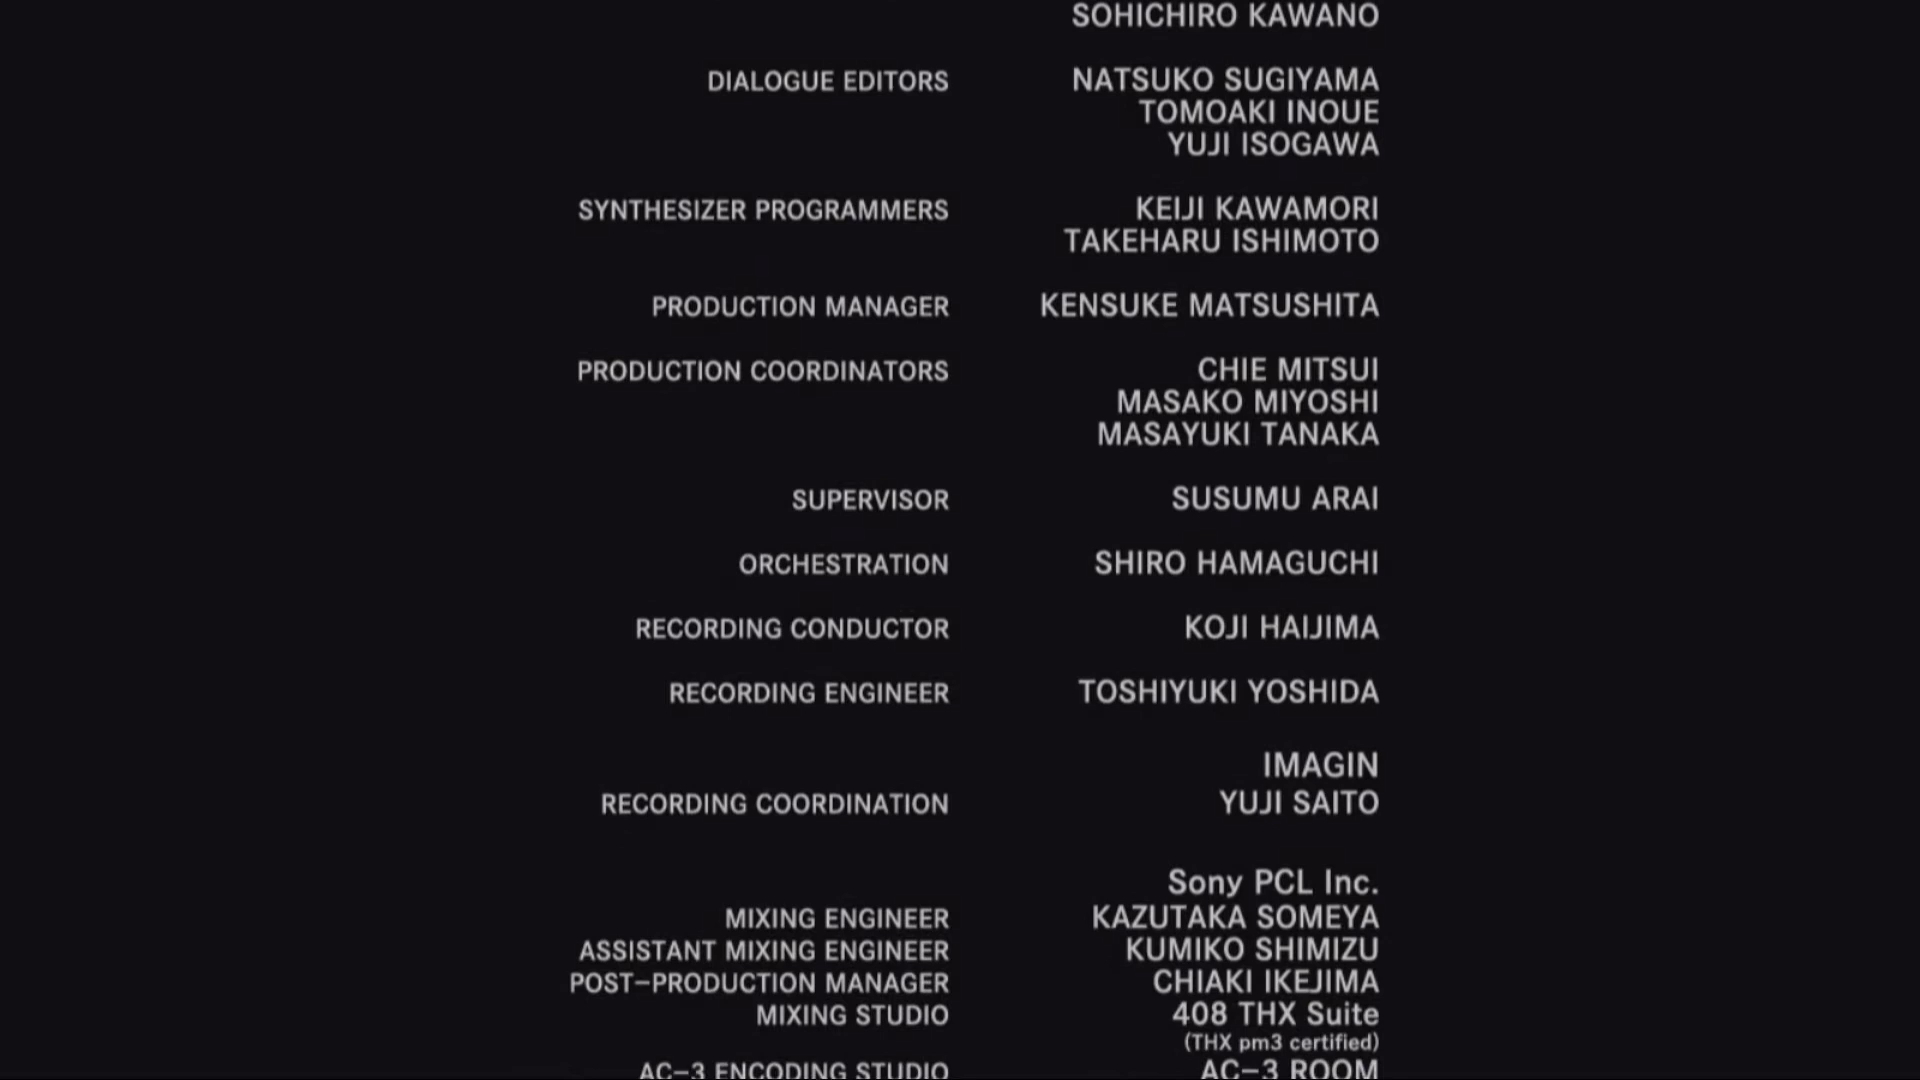 SOHICHIRO KAWANO
DIALOGUE EDITORS NATSUKO SUGIYAMA
TOMOAKI INOUE
YUJI ISOGAWA
SYNTHESIZER PROGRAMMERS KEIJI KAWAMORI
TAKEHARU ISHIMOTO
PRODUCTION MANAGER KENSUKE MATSUSHITA
PRODUCTION COORDINATORS CHIE MITSUI
MASAKO MIYOSHI
MASAYUKI TANAKA
SUPERVISOR SUSUMU ARAI
ORCHESTRATION SHIRO HAMAGUCHI
RECORDING CONDUCTOR KOJI HAIJIMA
RECORDING ENGINEER TOSHIYUKI YOSHIDA
IMAGIN
RECORDING COORDINATION YUJI SAITO
Sony PCL Inc.
MIXING ENGINEER KAZUTAKA SOMEYA
ASSISTANT MIXING ENGINEER KUMIKO SHIMIZU
POST-PRODUCTION MANAGER CHIAKI IKEJIMA
MIXING STUDIO 408 THX Suite
(THX pm3 certified)
AC-3 ENCODING STUDIO AC-3 ROOM